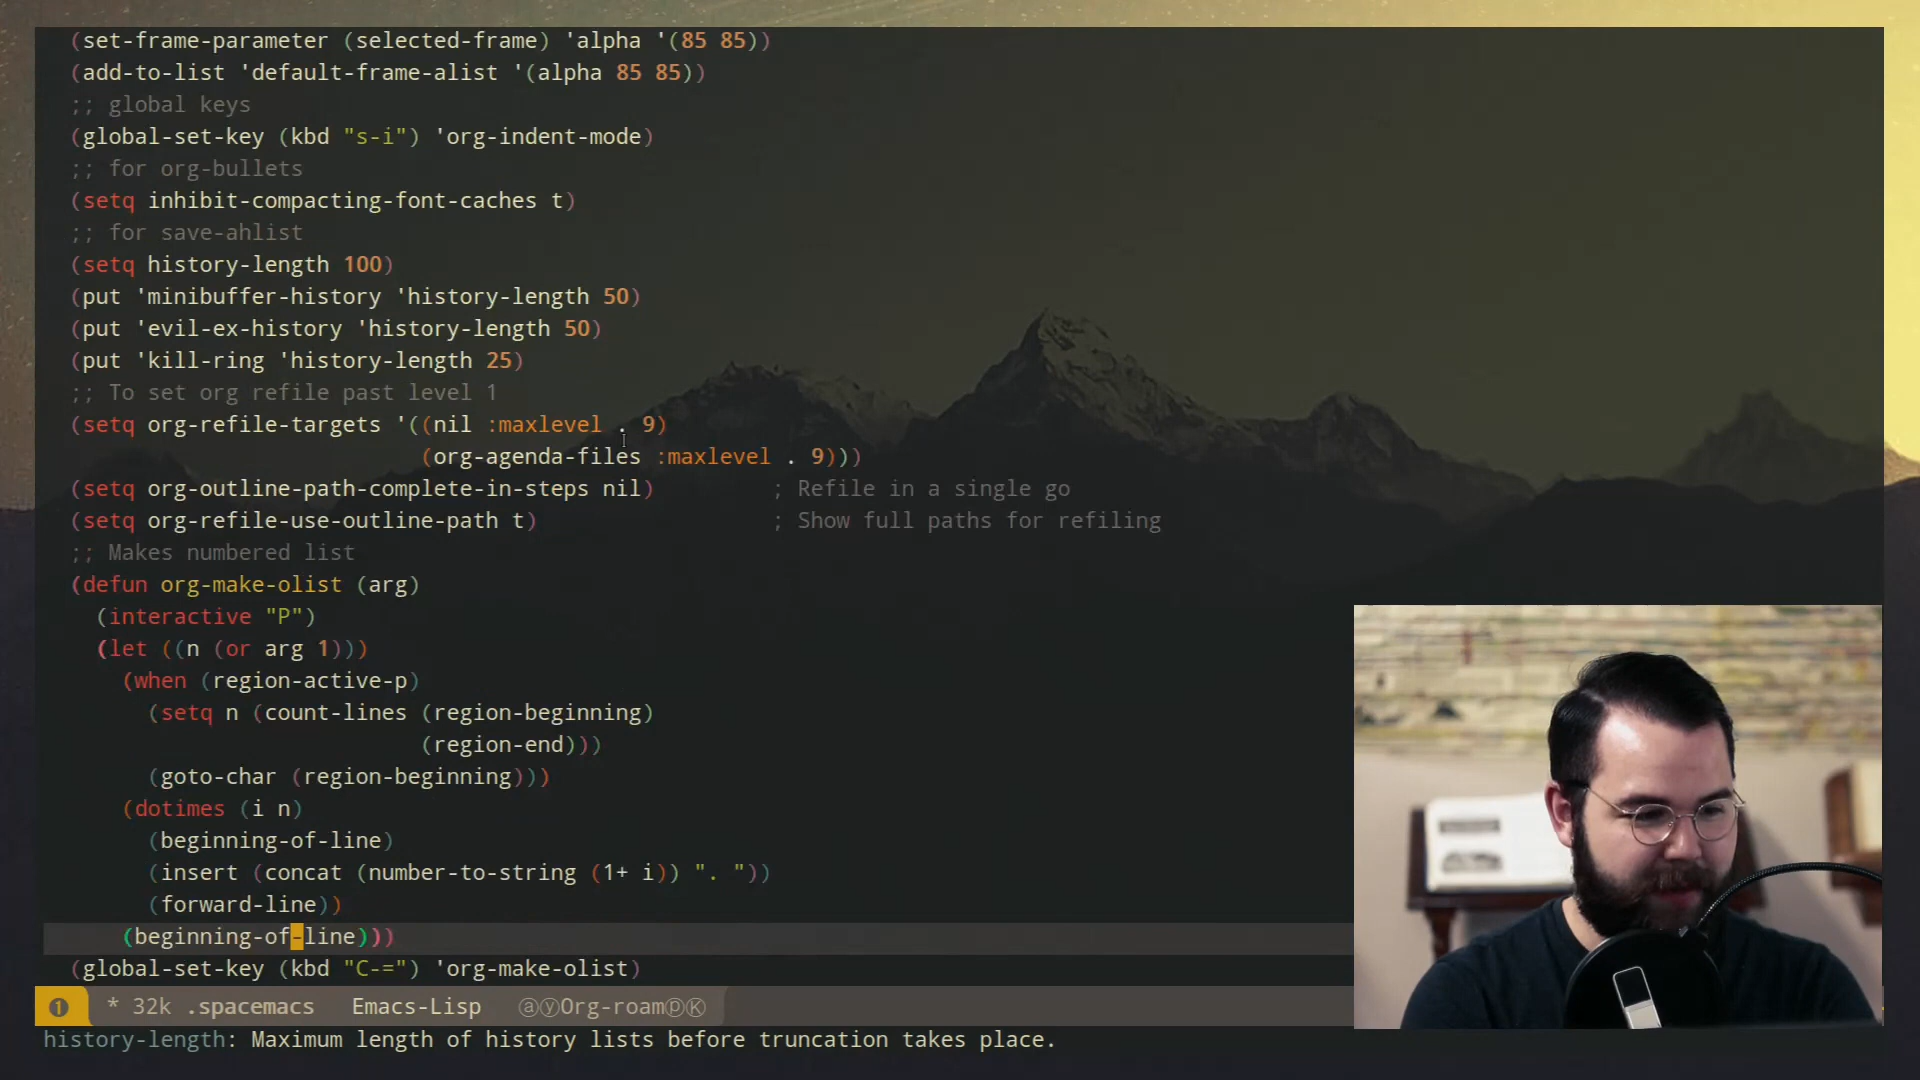 (set-frame-parameter (selected-frame) 'alpha '(85 85))
(add-to-list 'default-frame-alist '(alpha 85 85))
;; global keys
(global-set-key (kbd "s-i") 'org-indent-mode)
;; for org-bullets
(setq inhibit-compacting-font-caches t)
;; for save-ahlist
(setq history-length 100)
(put 'minibuffer-history 'history-length 50)
(put 'evil-ex-history 'history-length 50)
(put 'kill-ring 'history-length 25)
;; To set org refile past level 1
(setq org-refile-targets '((nil :maxlevel . 9)
(org-agenda-files :maxlevel . 9)))
(setq org-outline-path-complete-in-steps nil) ; Refile in a single go
(setq org-refile-use-outline-path t) ; Show full paths for refiling
;; Makes numbered list
(defun org-make-olist (arg)
(interactive "P")
(let ((n (or arg 1)))
(when (region-active-p)
(setq n (count-lines (region-beginning)
(region-end)))
(goto-char (region-beginning)))
(dotimes (i n)
(beginning-of-line)
(insert (concat (number-to-string (1+ i)) ". "))
(forward-line))
(beginning-of-line)))
(global-set-key (kbd "C-=") 'org-make-olist)
❶ * 32k .spacemacs Emacs-Lisp ⓐⓨOrg-roamⓟⓀ
history-length: Maximum length of history lists before truncation takes place.